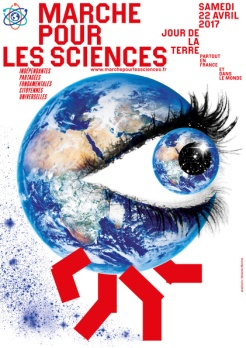 MARCHE
POUR
LES SCIENCES
INDÉPENDANTES
PARTAGÉES
FONDAMENTALES
CITOYENNES
UNIVERSELLES
www.marchepourlessciences.fr
JOUR DE
LA
TERRE
SAMEDI
22 AVRIL
2017
PARTOUT
EN
FRANCE
ET
DANS
LE MONDE